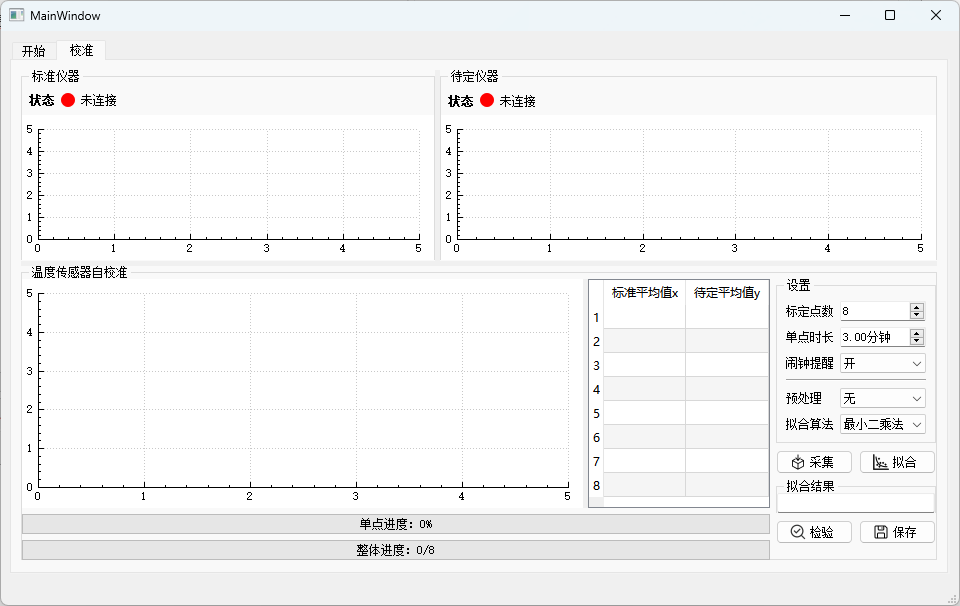 MainWindow
开始 校准
标准仪器
状态 未连接
5
4
3
2
1
0
0 1 2 3 4 5
待定仪器
状态 未连接
5
4
3
2
1
0
0 1 2 3 4 5
温度传感器自校准
5
4
3
2
1
0
0 1 2 3 4 5
标准平均值x 待定平均值y
1
2
3
4
5
6
7
8
设置
标定点数 8
单点时长 3.00分钟
闹钟提醒 开
预处理 无
拟合算法 最小二乘法
采集 拟合
拟合结果
检验 保存
单点进度: 0%
整体进度: 0/8